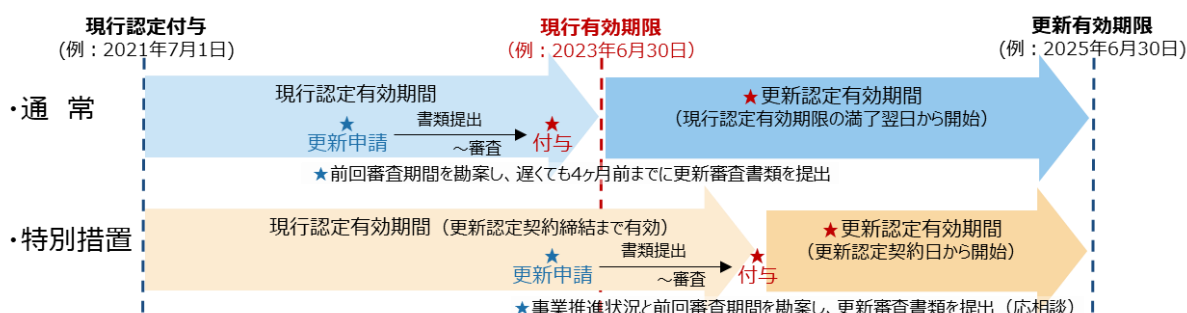 現行認定付与
(例：2021年7月1日)
現行有効期限
(例：2023年6月30日)
更新有効期限
(例：2025年6月30日)
・通　常
現行認定有効期間
★更新認定有効期間
(現行認定有効期限の満了翌日から開始)
★
更新申請
書類提出
～審査
★
付与
★前回審査期間を勘案し、遅くても4ヶ月前までに更新審査書類を提出
・特別措置
現行認定有効期間（更新認定契約締結まで有効）
★更新認定有効期間
(更新認定契約日から開始)
★
更新申請
書類提出
～審査
★
付与
★事業推進状況と前回審査期間を勘案し、更新審査書類を提出（応相談）